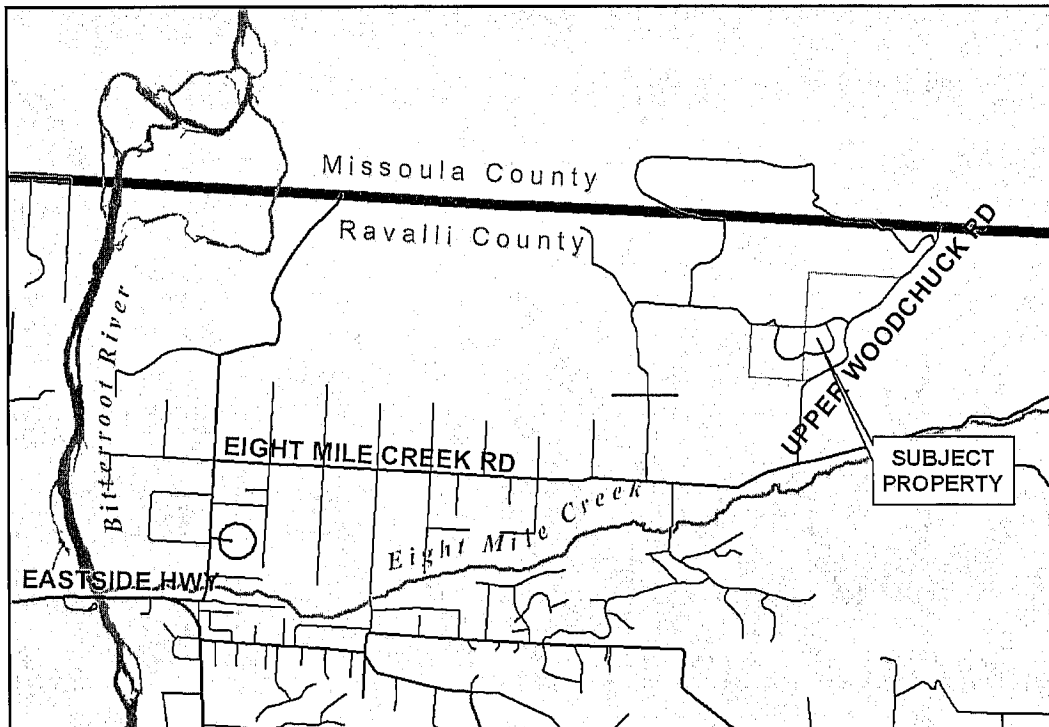 Missoula County
Ravalli County
UPPER WOODCHUCK RD
Bitterroot River
EIGHT MILE CREEK RD
SUBJECT
PROPERTY
Eight Mile Creek
EASTSIDE HWY